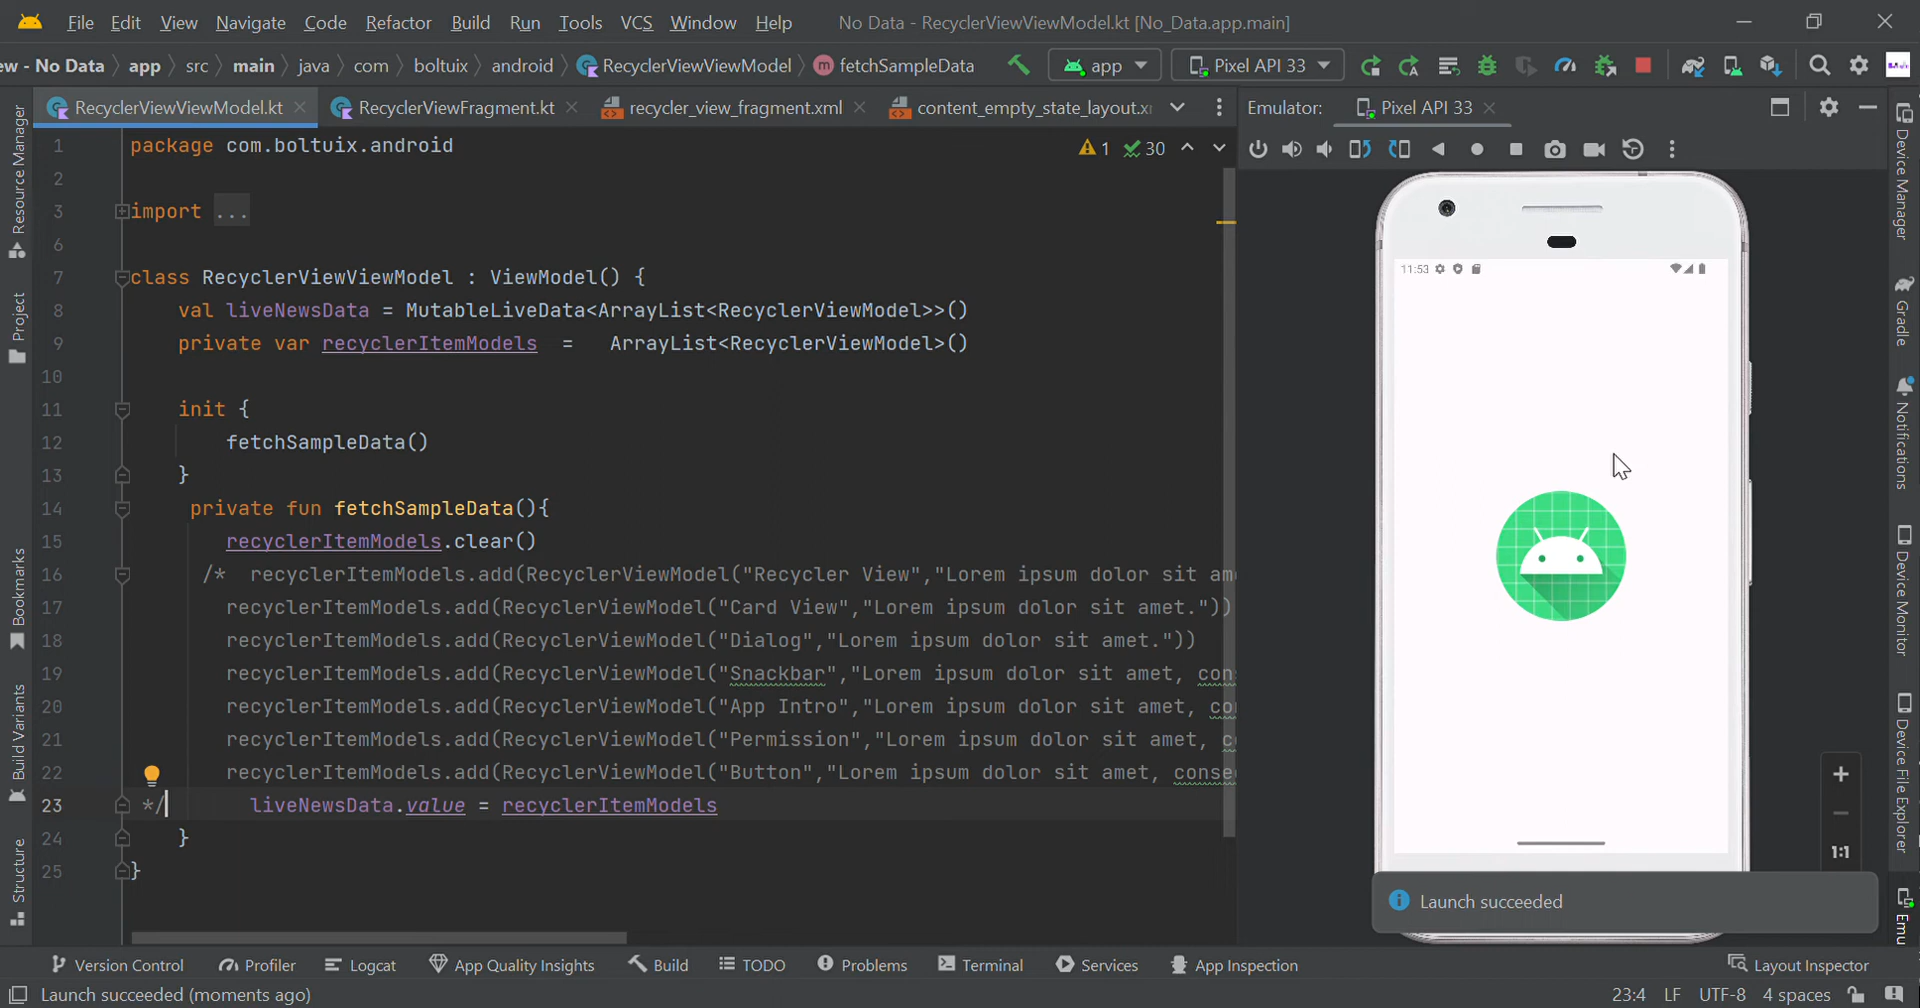 File Edit View Navigate Code Refactor Build Run Tools VCS Window Help No Data - RecyclerViewViewModel.kt [No_Data.app.main]
ew - No Data app src main java com boltuix android RecyclerViewViewModel fetchSampleData app Pixel API 33
RecyclerViewViewModel.kt RecyclerViewFragment.kt recycler_view_fragment.xml content_empty_state_layout.x Emulator: Pixel API 33
1 package com.boltuix.android 1 30
2
3 import ...
6
7 class RecyclerViewViewModel : ViewModel() {
8 val liveNewsData = MutableLiveData<ArrayList<RecyclerViewModel>>()
9 private var recyclerItemModels = ArrayList<RecyclerViewModel>()
10
11 init {
12 fetchSampleData()
13 }
14 private fun fetchSampleData(){
15 recyclerItemModels.clear()
16 /* recyclerItemModels.add(RecyclerViewModel("Recycler View","Lorem ipsum dolor sit am
17 recyclerItemModels.add(RecyclerViewModel("Card View","Lorem ipsum dolor sit amet."))
18 recyclerItemModels.add(RecyclerViewModel("Dialog","Lorem ipsum dolor sit amet."))
19 recyclerItemModels.add(RecyclerViewModel("Snackbar","Lorem ipsum dolor sit amet, con
20 recyclerItemModels.add(RecyclerViewModel("App Intro","Lorem ipsum dolor sit amet, co
21 recyclerItemModels.add(RecyclerViewModel("Permission","Lorem ipsum dolor sit amet, c
22 recyclerItemModels.add(RecyclerViewModel("Button","Lorem ipsum dolor sit amet, conse
23 */ liveNewsData.value = recyclerItemModels
24 }
25 }
Resource Manager
Project
Bookmarks
Build Variants
Structure
11:53
1:1
Launch succeeded
Device Manager
Gradle
Notifications
Device Monitor
Device File Explorer
Emu
Version Control Profiler Logcat App Quality Insights Build TODO Problems Terminal Services App Inspection Layout Inspector
Launch succeeded (moments ago) 23:4 LF UTF-8 4 spaces